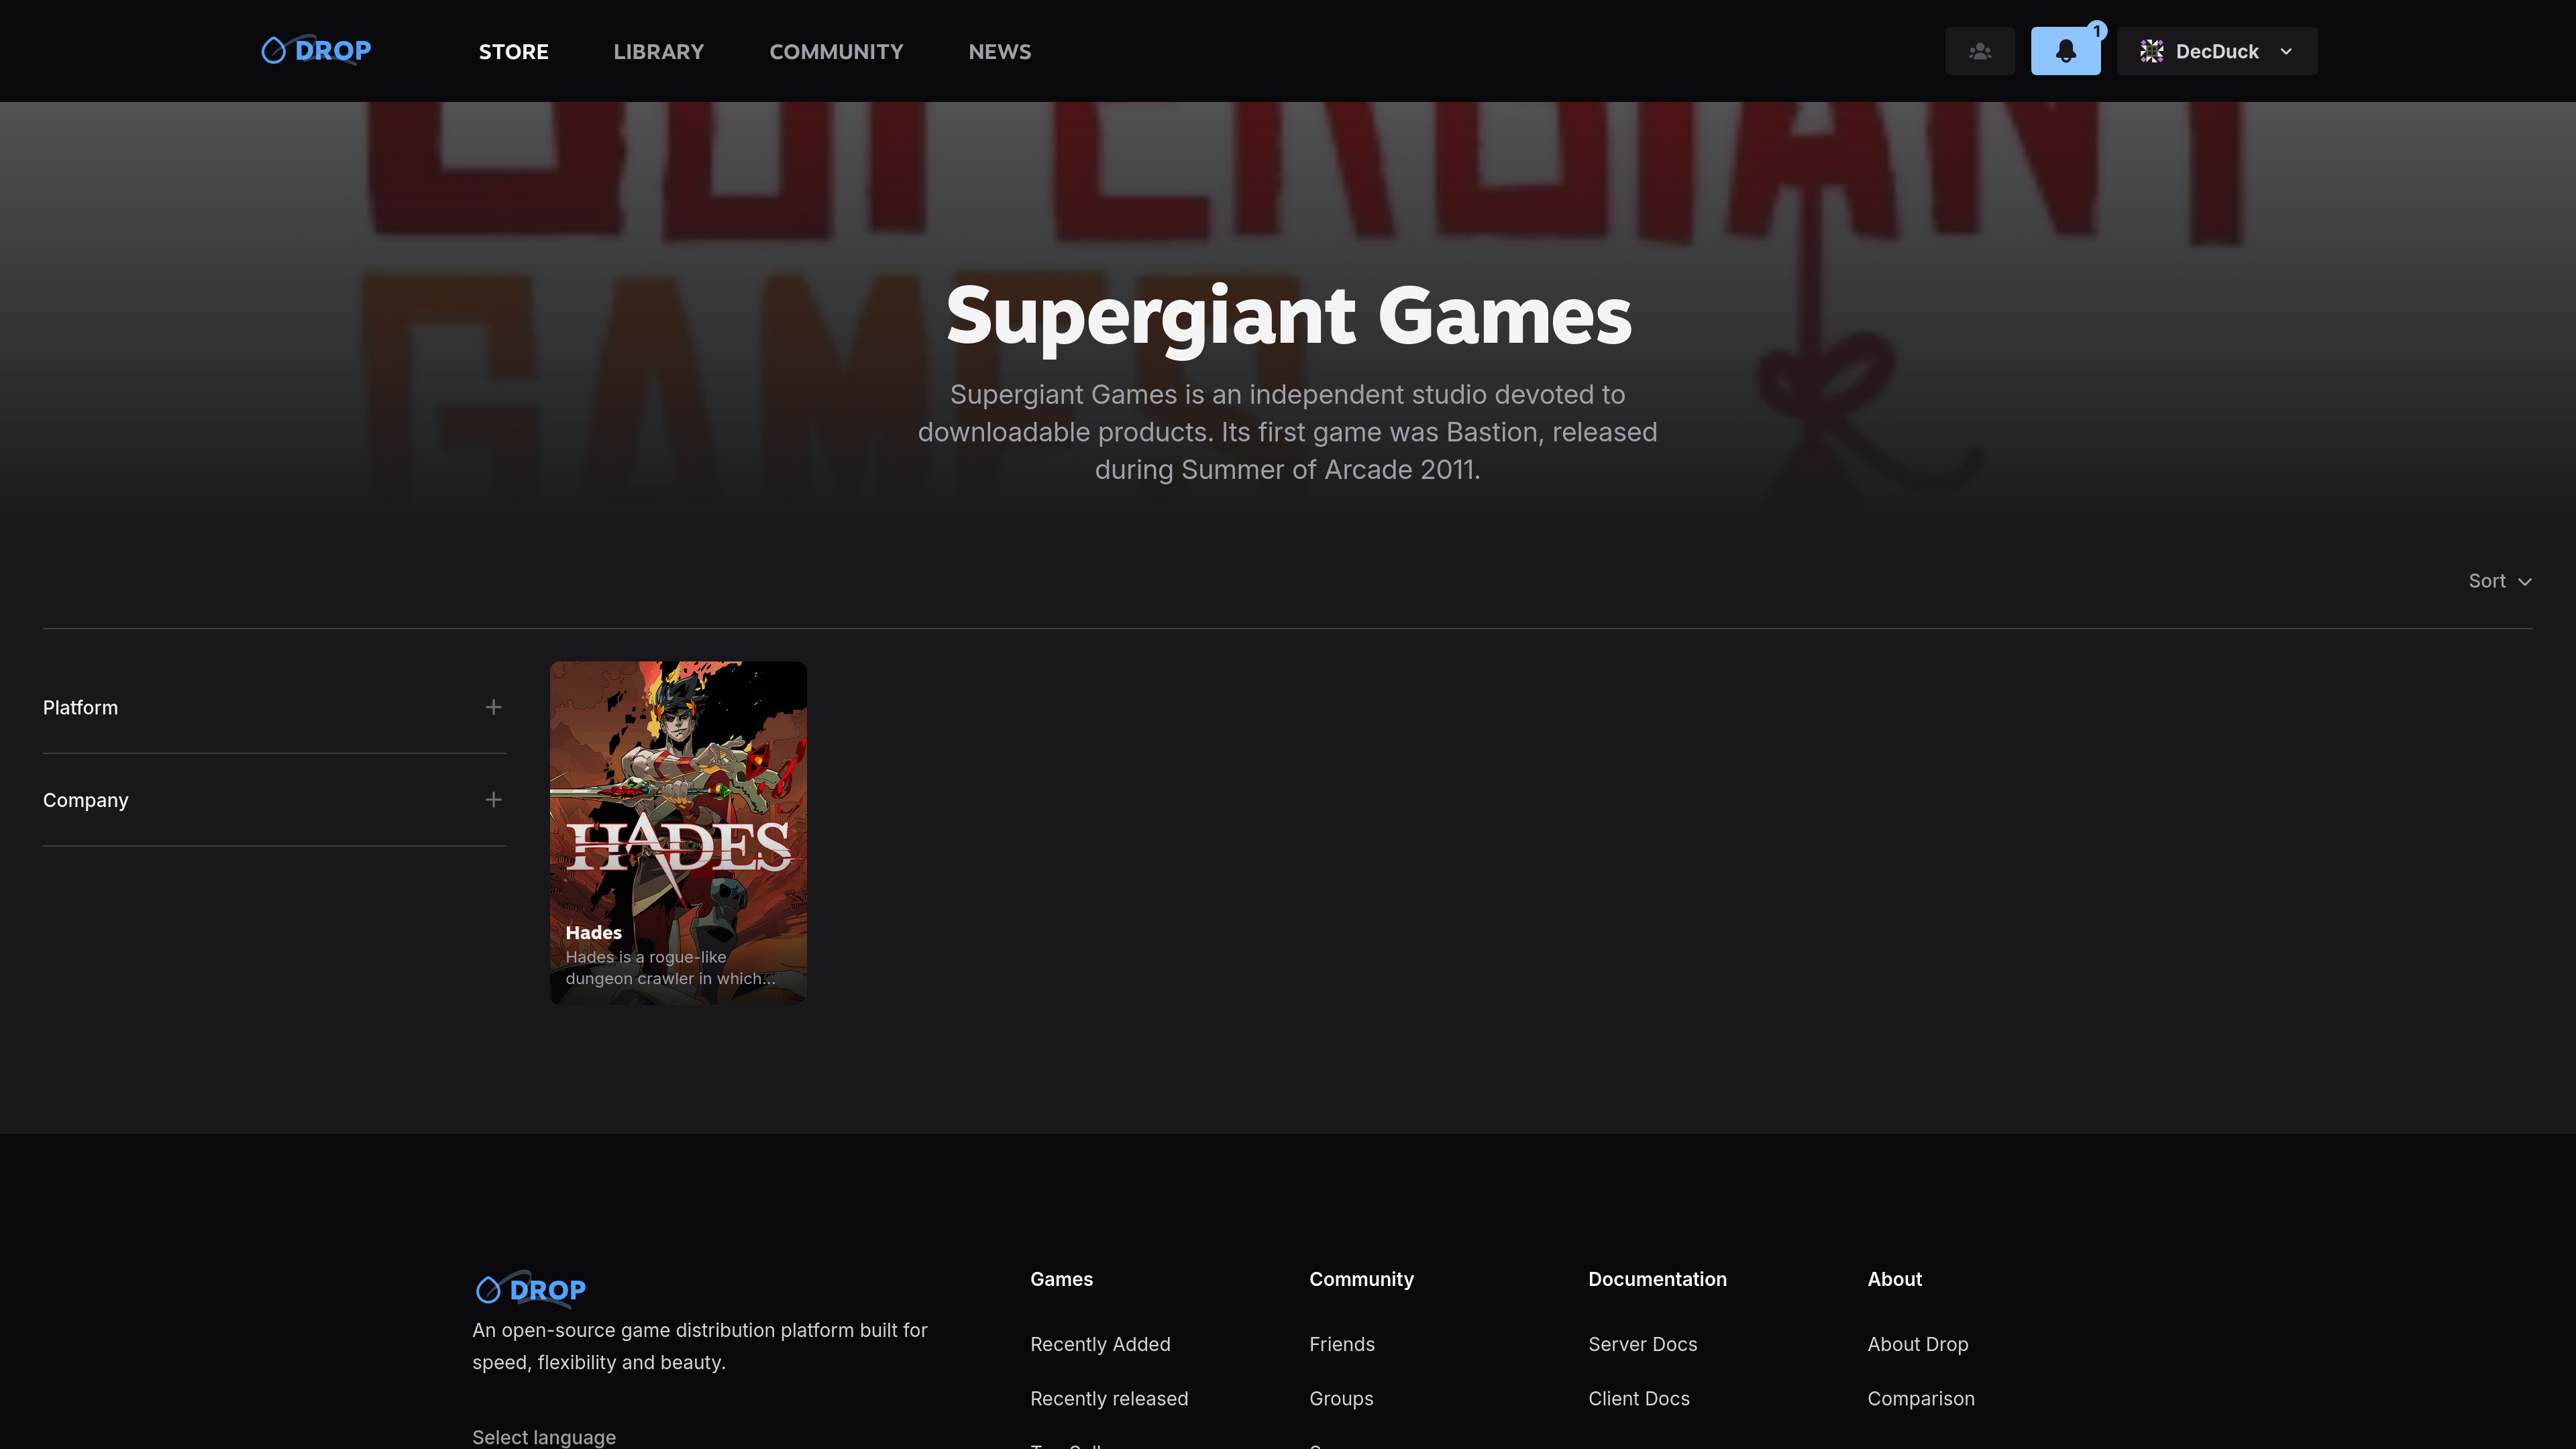 DROP
STORE
LIBRARY
COMMUNITY
NEWS
1
DecDuck
SUPERGIANT
GAMES
Supergiant Games
Supergiant Games is an independent studio devoted to
downloadable products. Its first game was Bastion, released
during Summer of Arcade 2011.
Sort
Platform
Company
HADES
Hades
Hades is a rogue-like
dungeon crawler in which...
DROP
An open-source game distribution platform built for
speed, flexibility and beauty.
Select language
Games
Recently Added
Recently released
Community
Friends
Groups
Documentation
Server Docs
Client Docs
About
About Drop
Comparison